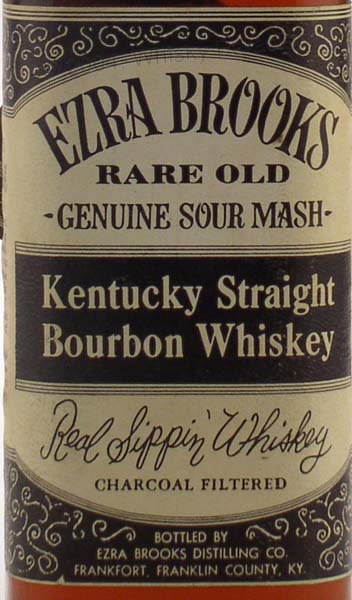 EZRA BROOKS
RARE OLD
-GENUINE SOUR MASH-
Kentucky Straight
Bourbon Whiskey
Real Sippin' Whiskey
CHARCOAL FILTERED
BOTTLED BY
EZRA BROOKS DISTILLING CO.
FRANKFORT, FRANKLIN COUNTY, KY.